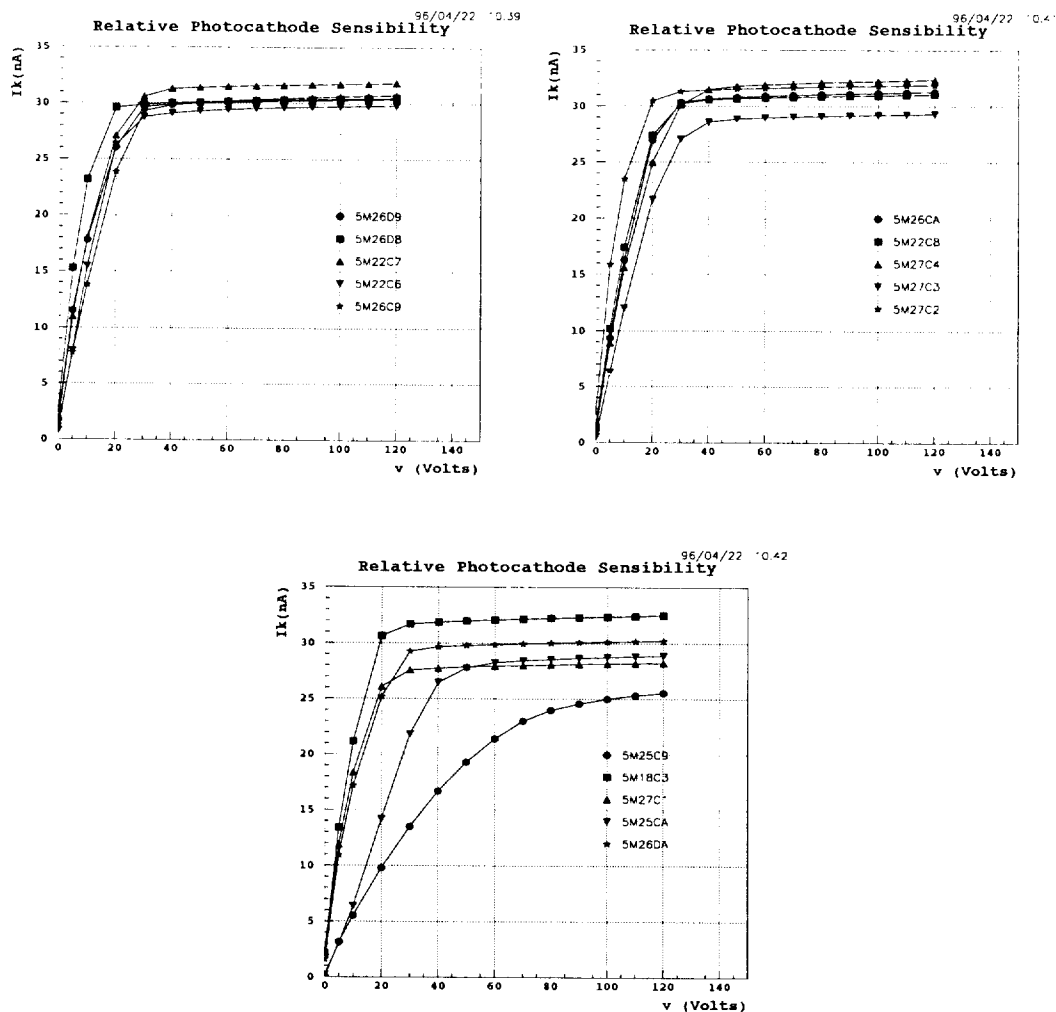 96/04/22 10.39
Relative Photocathode Sensibility
Ik(nA)
35
30
25
20
15
10
5
0
5M26D9
5M26D8
5M22C7
5M22C6
5M26C9
0 20 40 60 80 100 120 140
v (Volts)
96/04/22 10.41
Relative Photocathode Sensibility
Ik(nA)
35
30
25
20
15
10
5
0
5M26CA
5M22C8
5M27C4
5M27C3
5M27C2
0 20 40 60 80 100 120 140
v (Volts)
96/04/22 10.42
Relative Photocathode Sensibility
Ik(nA)
35
30
25
20
15
10
5
0
5M25C9
5M18C3
5M25CA
5M26DA
0 20 40 60 80 100 120 140
v (Volts)